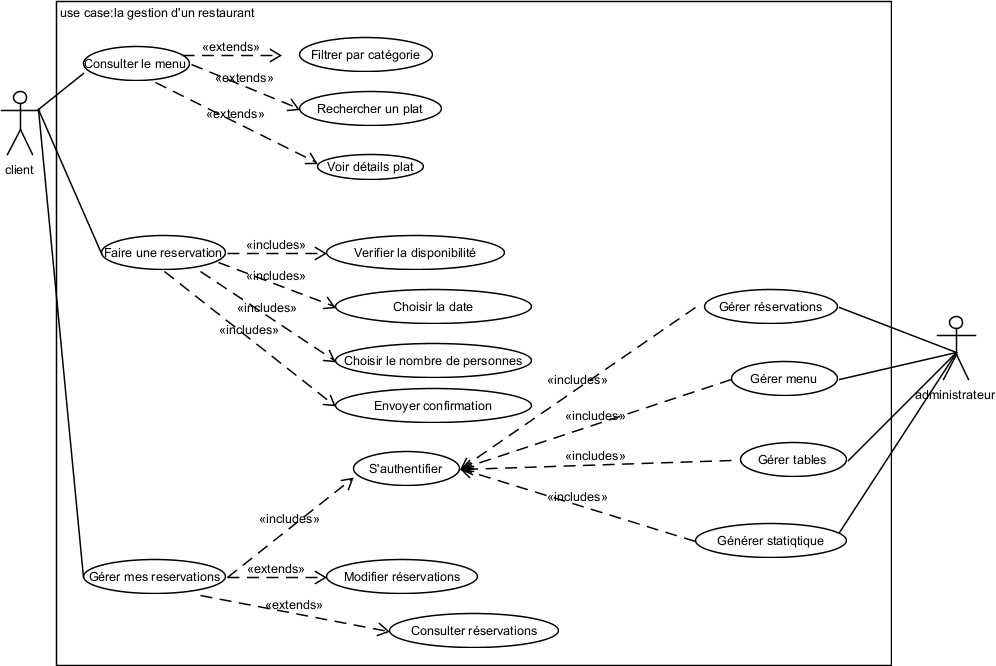 use case:la gestion d'un restaurant
Consulter le menu
«extends»
Filtrer par catégorie
«extends»
Rechercher un plat
«extends»
Voir détails plat
client
Faire une reservation
«includes»
Verifier la disponibilité
«includes»
Choisir la date
«includes»
Choisir le nombre de personnes
«includes»
Envoyer confirmation
Gérer réservations
«includes»
Gérer menu
administrateur
«includes»
Gérer tables
«includes»
S'authentifier
«includes»
Générer statiqtique
«includes»
Gérer mes reservations
«extends»
Modifier réservations
«extends»
Consulter réservations